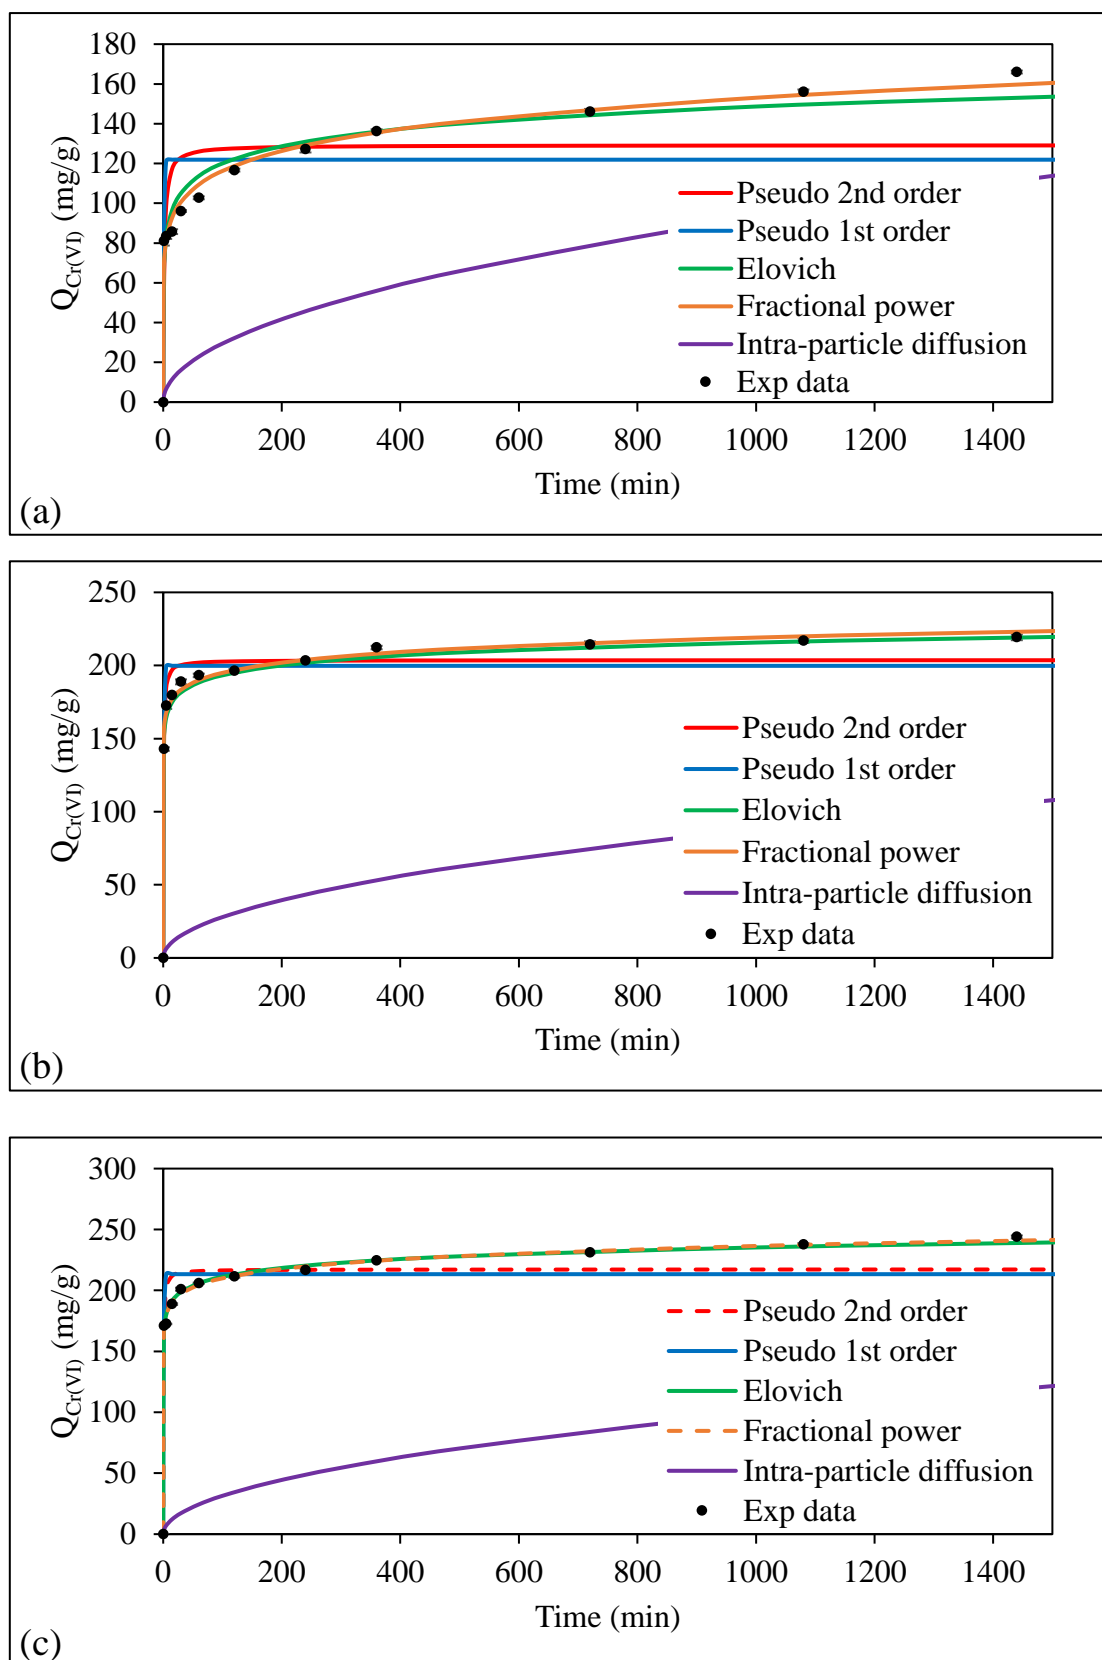 180
160
140
120
100
80
60
40
20
0
Q_Cr(VI) (mg/g)
Pseudo 2nd order
Pseudo 1st order
Elovich
Fractional power
Intra-particle diffusion
Exp data
0 200 400 600 800 1000 1200 1400
Time (min)
(a)
250
200
150
100
50
0
Q_Cr(VI) (mg/g)
Pseudo 2nd order
Pseudo 1st order
Elovich
Fractional power
Intra-particle diffusion
Exp data
0 200 400 600 800 1000 1200 1400
Time (min)
(b)
300
250
200
150
100
50
0
Q_Cr(VI) (mg/g)
Pseudo 2nd order
Pseudo 1st order
Elovich
Fractional power
Intra-particle diffusion
Exp data
0 200 400 600 800 1000 1200 1400
Time (min)
(c)